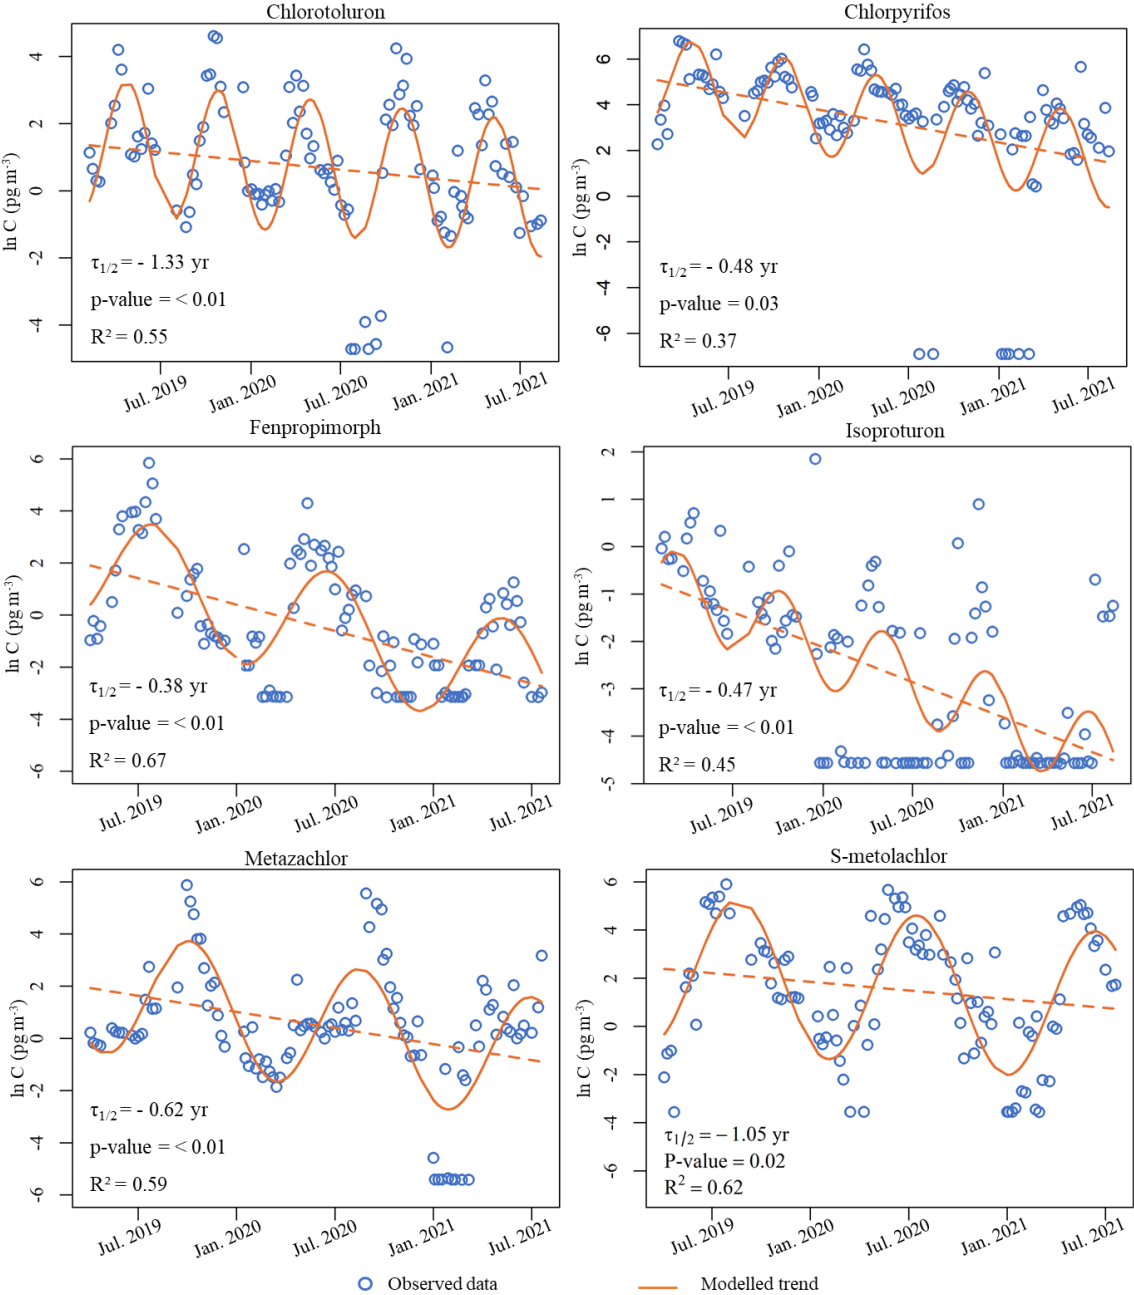 Chlorotoluron
4
2
0
-2
-4
ln C (pg m⁻³)
τ1/2 = - 1.33 yr
p-value = < 0.01
R² = 0.55
Jul. 2019
Jan. 2020
Jul. 2020
Jan. 2021
Jul. 2021
Chlorpyrifos
6
4
2
0
-2
-4
-6
ln C (pg m⁻³)
τ1/2 = - 0.48 yr
p-value = 0.03
R² = 0.37
Jul. 2019
Jan. 2020
Jul. 2020
Jan. 2021
Jul. 2021
Fenpropimorph
6
4
2
0
-2
-4
-6
ln C (pg m⁻³)
τ1/2 = - 0.38 yr
p-value = < 0.01
R² = 0.67
Jul. 2019
Jan. 2020
Jul. 2020
Jan. 2021
Jul. 2021
Isoproturon
2
1
0
-1
-2
-3
-4
-5
ln C (pg m⁻³)
τ1/2 = - 0.47 yr
p-value = < 0.01
R² = 0.45
Jul. 2019
Jan. 2020
Jul. 2020
Jan. 2021
Jul. 2021
Metazachlor
6
4
2
0
-2
-4
-6
ln C (pg m⁻³)
τ1/2 = - 0.62 yr
p-value = < 0.01
R² = 0.59
Jul. 2019
Jan. 2020
Jul. 2020
Jan. 2021
Jul. 2021
S-metolachlor
6
4
2
0
-2
-4
-6
ln C (pg m⁻³)
τ1/2 = − 1.05 yr
P-value = 0.02
R² = 0.62
Jul. 2019
Jan. 2020
Jul. 2020
Jan. 2021
Jul. 2021
Observed data
Modelled trend